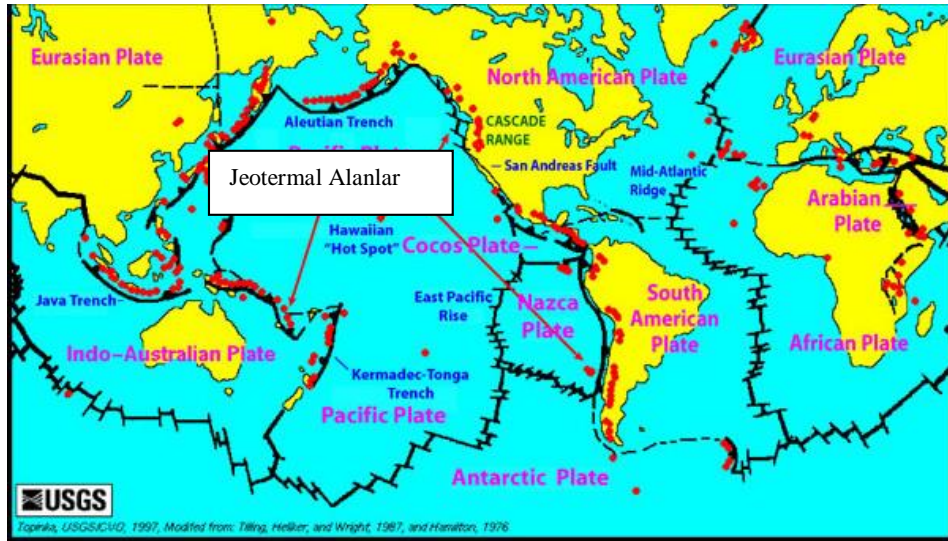 Eurasian Plate
North American Plate
Eurasian Plate
Aleutian Trench
CASCADE
RANGE
San Andreas Fault
Mid-Atlantic
Ridge
Jeotermal Alanlar
Arabian
Plate
Hawaiian
"Hot Spot"
Cocos Plate
Java Trench
East Pacific
Rise
Nazca
Plate
South
American
Plate
Indo-Australian Plate
African Plate
Kermadec-Tonga
Trench
Pacific Plate
Antarctic Plate
USGS
Topinka, USGS/CVO, 1997, Modified from: Tilling, Heliker, and Wright, 1987, and Hamilton, 1976